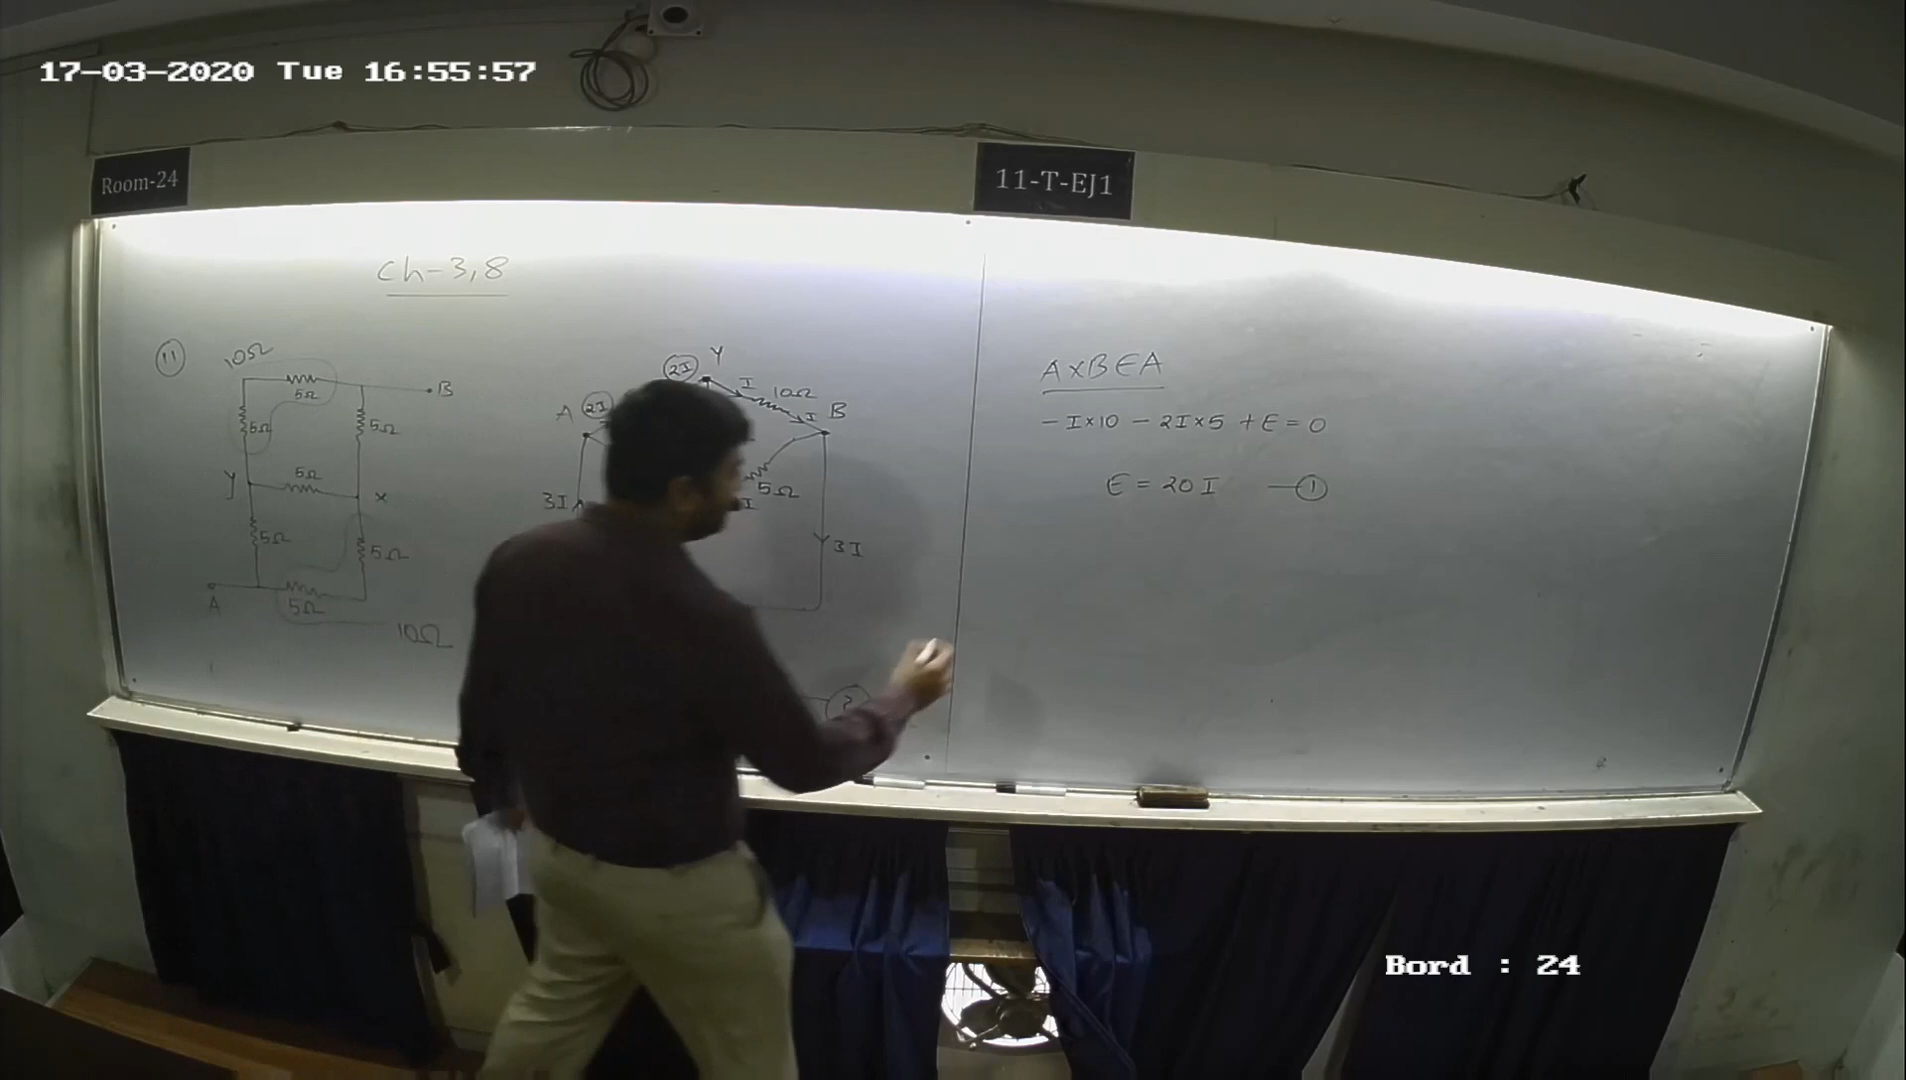 17-03-2020 Tue 16:55:57
Room-24
11-T-EJ1
Ch-3,8
11
10Ω
5Ω
B
5Ω
5Ω
5Ω
y
x
5Ω
5Ω
A
5Ω
10Ω
2I
Y
I
10Ω
A
2I
I
B
5Ω
3I
I
3I
2
AXBEA
-I×10 - 2I×5 + E = 0
E = 20I —1
Bord : 24